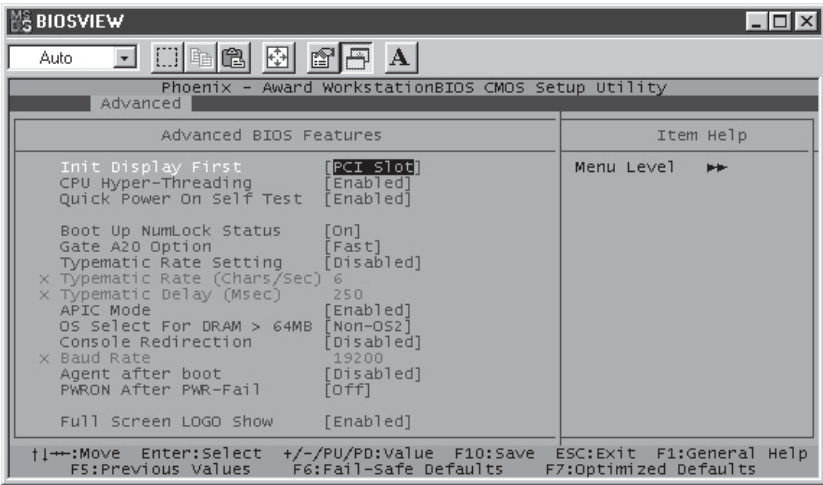 BIOSVIEW
Auto
A
Phoenix - Award WorkstationBIOS CMOS Setup Utility
Advanced
Advanced BIOS Features Item Help
Init Display First [PCI Slot] Menu Level ▶▶
CPU Hyper-Threading [Enabled]
Quick Power On Self Test [Enabled]
Boot Up NumLock Status [On]
Gate A20 Option [Fast]
Typematic Rate Setting [Disabled]
x Typematic Rate (Chars/Sec) 6
x Typematic Delay (Msec) 250
APIC Mode [Enabled]
OS Select For DRAM > 64MB [Non-OS2]
Console Redirection [Disabled]
x Baud Rate 19200
Agent after boot [Disabled]
PWRON After PWR-Fail [Off]
Full Screen LOGO Show [Enabled]
↑↓→←:Move Enter:Select +/-/PU/PD:Value F10:Save ESC:Exit F1:General Help
F5:Previous Values F6:Fail-Safe Defaults F7:Optimized Defaults